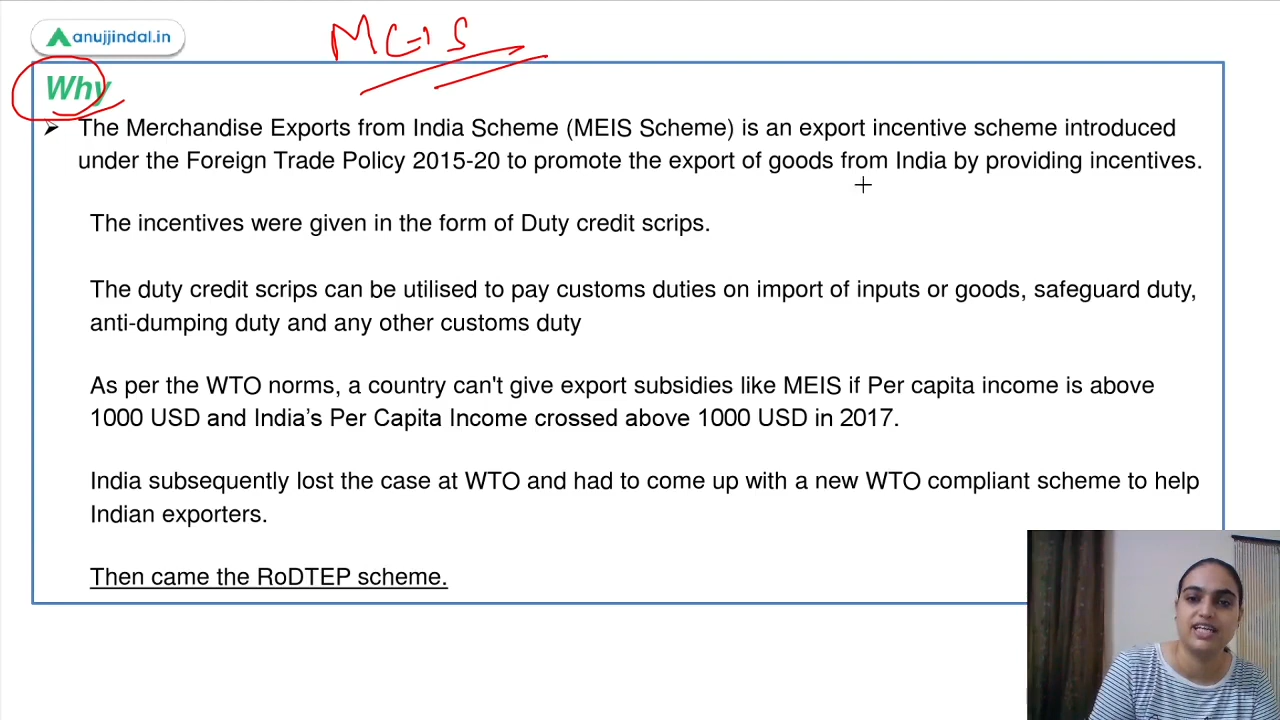 anujjindal.in
MEIS
Why
The Merchandise Exports from India Scheme (MEIS Scheme) is an export incentive scheme introduced
under the Foreign Trade Policy 2015-20 to promote the export of goods from India by providing incentives.
The incentives were given in the form of Duty credit scrips.
The duty credit scrips can be utilised to pay customs duties on import of inputs or goods, safeguard duty,
anti-dumping duty and any other customs duty
As per the WTO norms, a country can't give export subsidies like MEIS if Per capita income is above
1000 USD and India’s Per Capita Income crossed above 1000 USD in 2017.
India subsequently lost the case at WTO and had to come up with a new WTO compliant scheme to help
Indian exporters.
Then came the RoDTEP scheme.